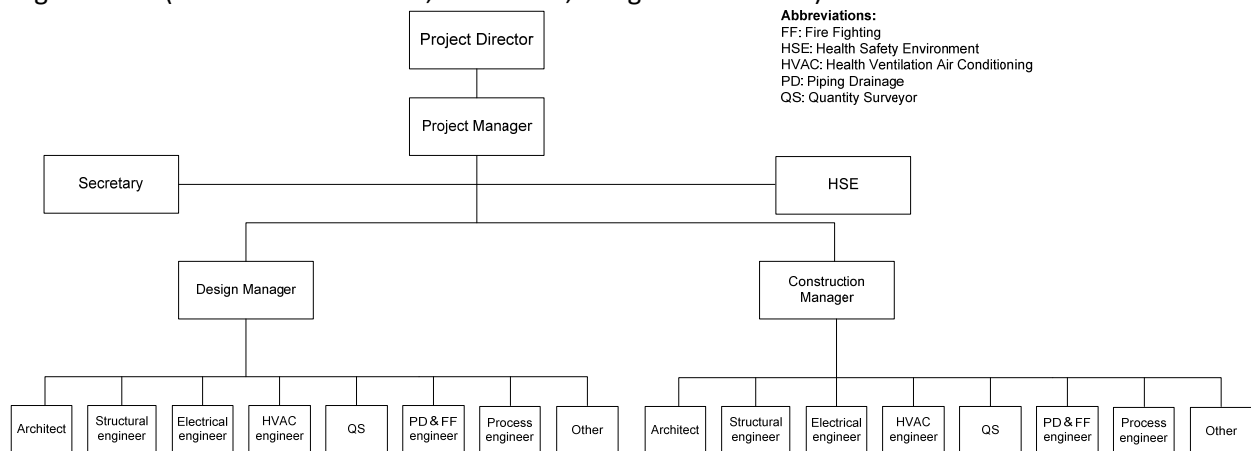 Project Director
Abbreviations:
FF: Fire Fighting
HSE: Health Safety Environment
HVAC: Health Ventilation Air Conditioning
PD: Piping Drainage
QS: Quantity Surveyor
Project Manager
Secretary
HSE
Design Manager
Construction
Manager
Architect
Structural
engineer
Electrical
engineer
HVAC
engineer
QS
PD & FF
engineer
Process
engineer
Other
Architect
Structural
engineer
Electrical
engineer
HVAC
engineer
QS
PD & FF
engineer
Process
engineer
Other